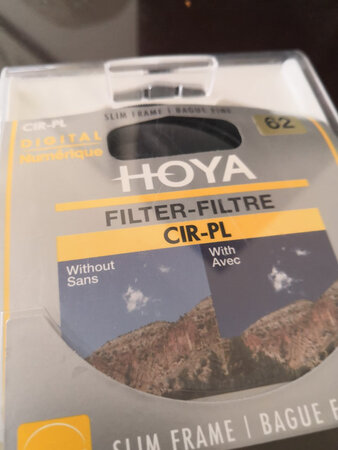 SLIM FRAME | BAGUE FINE
CIR-PL
62
DIGITAL
Numérique
HOYA
FILTER-FILTRE
CIR-PL
Without
Sans
With
Avec
SLIM FRAME | BAGUE F